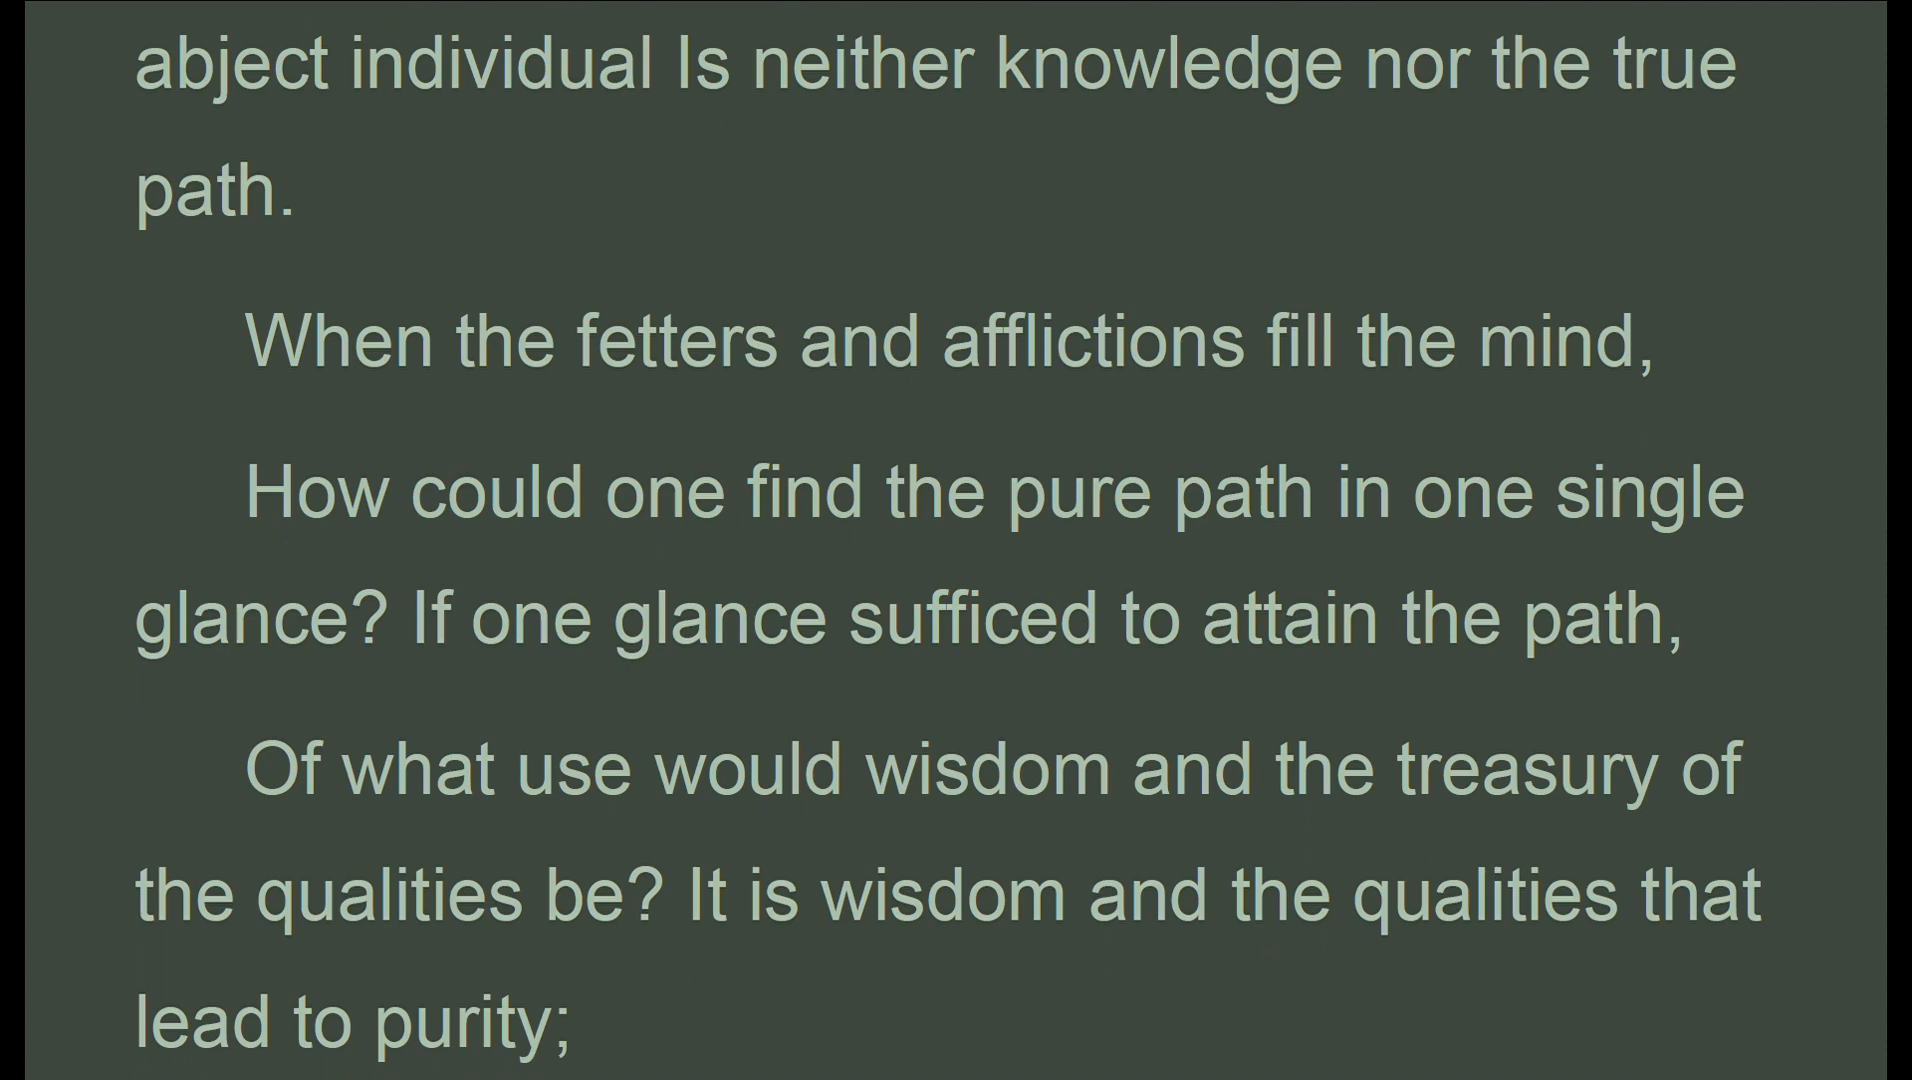 abject individual Is neither knowledge nor the true
path.
When the fetters and afflictions fill the mind,
How could one find the pure path in one single
glance? If one glance sufficed to attain the path,
Of what use would wisdom and the treasury of
the qualities be? It is wisdom and the qualities that
lead to purity;